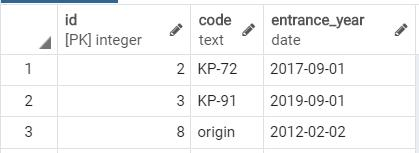 id code entrance_year
[PK] integer text date
1 2 KP-72 2017-09-01
2 3 KP-91 2019-09-01
3 8 origin 2012-02-02